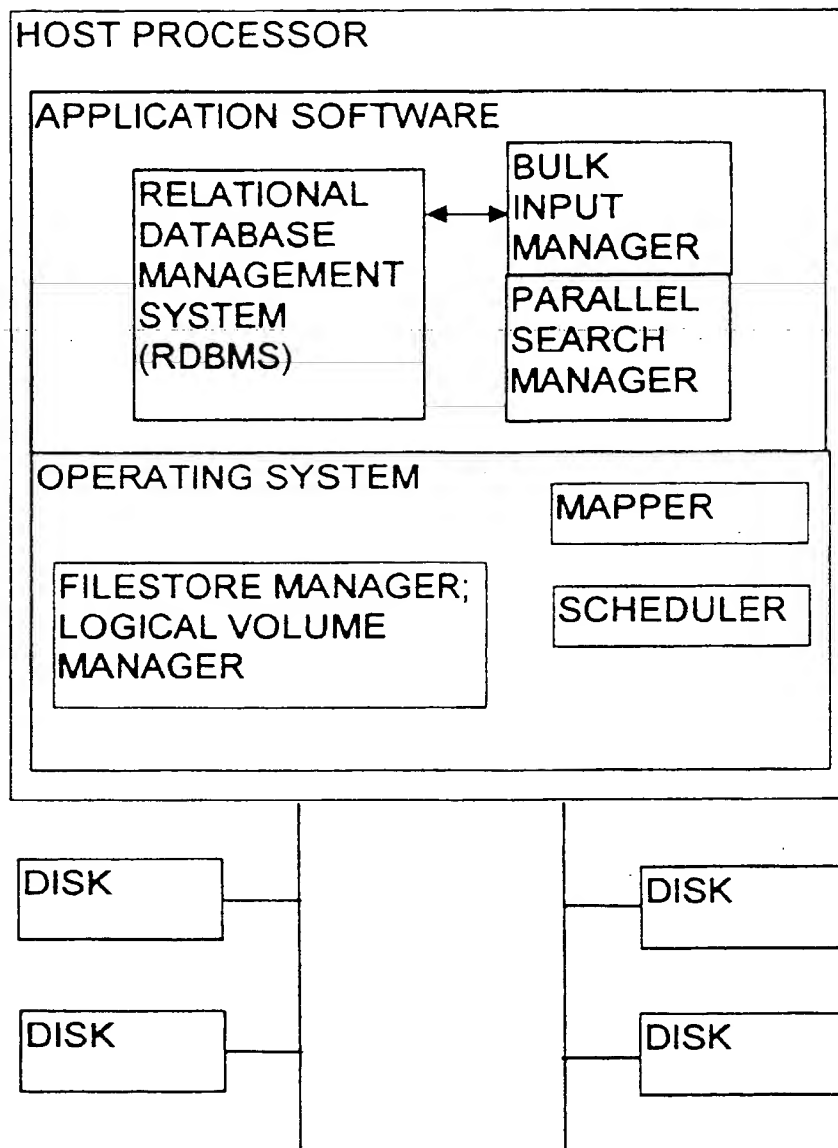 HOST PROCESSOR
APPLICATION SOFTWARE
RELATIONAL
DATABASE
MANAGEMENT
SYSTEM
(RDBMS)
BULK
INPUT
MANAGER
PARALLEL
SEARCH
MANAGER
OPERATING SYSTEM
MAPPER
FILESTORE MANAGER;
LOGICAL VOLUME
MANAGER
SCHEDULER
DISK
DISK
DISK
DISK